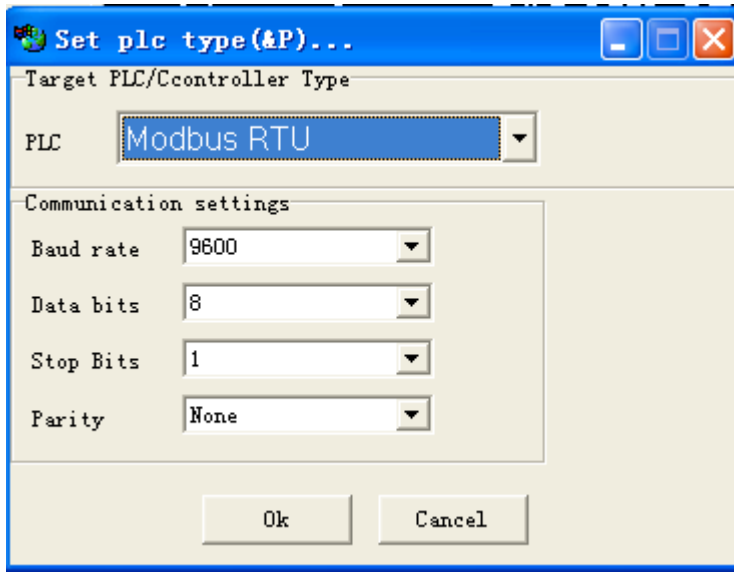 Set plc type(&P)...
Target PLC/Ccontroller Type
PLC Modbus RTU
Communication settings
Baud rate 9600
Data bits 8
Stop Bits 1
Parity None
Ok Cancel